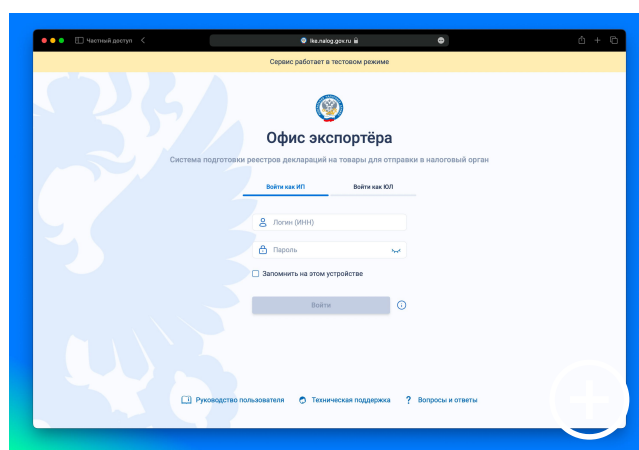 Частный доступ
lke.nalog.gov.ru
Сервис работает в тестовом режиме
Офис экспортёра
Система подготовки реестров деклараций на товары для отправки в налоговый орган
Войти как ИП Войти как ЮЛ
Логин (ИНН)
Пароль
Запомнить на этом устройстве
Войти
Руководство пользователя Техническая поддержка ? Вопросы и ответы